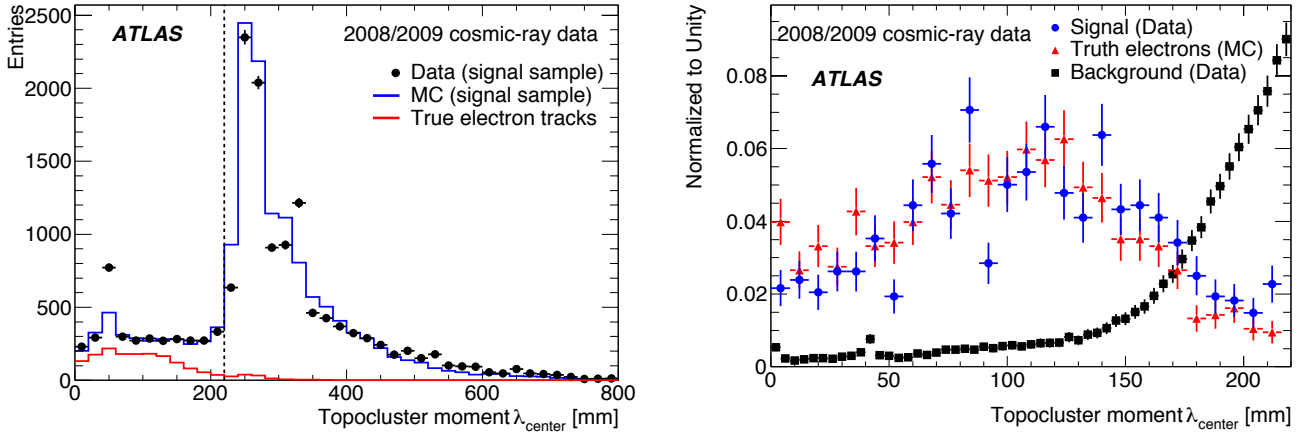 Entries
2500
2000
1500
1000
500
0
ATLAS
2008/2009 cosmic-ray data
Data (signal sample)
MC (signal sample)
True electron tracks
0 200 400 600 800
Topocluster moment λcenter [mm]
Normalized to Unity
0.08
0.06
0.04
0.02
0
2008/2009 cosmic-ray data
ATLAS
Signal (Data)
Truth electrons (MC)
Background (Data)
0 50 100 150 200
Topocluster moment λcenter [mm]